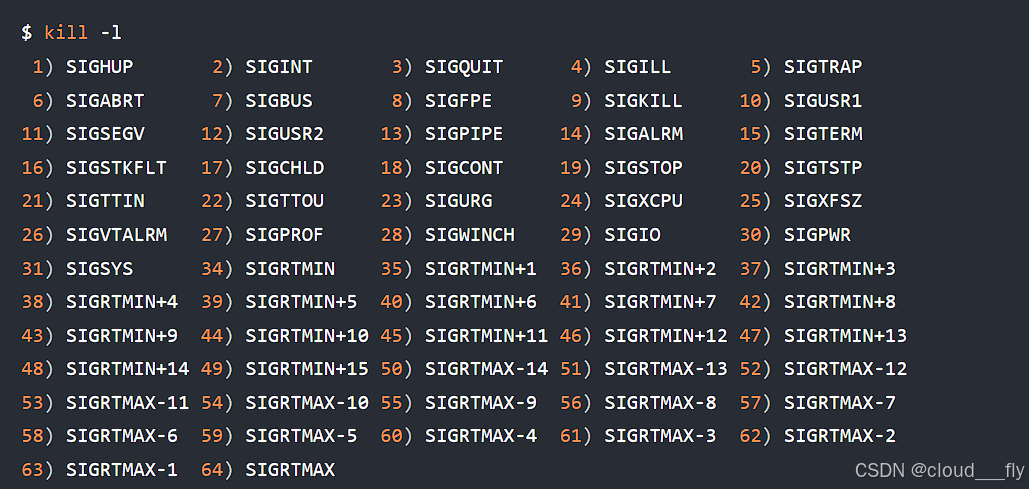 $ kill -l
1) SIGHUP 2) SIGINT 3) SIGQUIT 4) SIGILL 5) SIGTRAP
6) SIGABRT 7) SIGBUS 8) SIGFPE 9) SIGKILL 10) SIGUSR1
11) SIGSEGV 12) SIGUSR2 13) SIGPIPE 14) SIGALRM 15) SIGTERM
16) SIGSTKFLT 17) SIGCHLD 18) SIGCONT 19) SIGSTOP 20) SIGTSTP
21) SIGTTIN 22) SIGTTOU 23) SIGURG 24) SIGXCPU 25) SIGXFSZ
26) SIGVTALRM 27) SIGPROF 28) SIGWINCH 29) SIGIO 30) SIGPWR
31) SIGSYS 34) SIGRTMIN 35) SIGRTMIN+1 36) SIGRTMIN+2 37) SIGRTMIN+3
38) SIGRTMIN+4 39) SIGRTMIN+5 40) SIGRTMIN+6 41) SIGRTMIN+7 42) SIGRTMIN+8
43) SIGRTMIN+9 44) SIGRTMIN+10 45) SIGRTMIN+11 46) SIGRTMIN+12 47) SIGRTMIN+13
48) SIGRTMIN+14 49) SIGRTMIN+15 50) SIGRTMAX-14 51) SIGRTMAX-13 52) SIGRTMAX-12
53) SIGRTMAX-11 54) SIGRTMAX-10 55) SIGRTMAX-9 56) SIGRTMAX-8 57) SIGRTMAX-7
58) SIGRTMAX-6 59) SIGRTMAX-5 60) SIGRTMAX-4 61) SIGRTMAX-3 62) SIGRTMAX-2
63) SIGRTMAX-1 64) SIGRTMAX
CSDN @cloud___fly